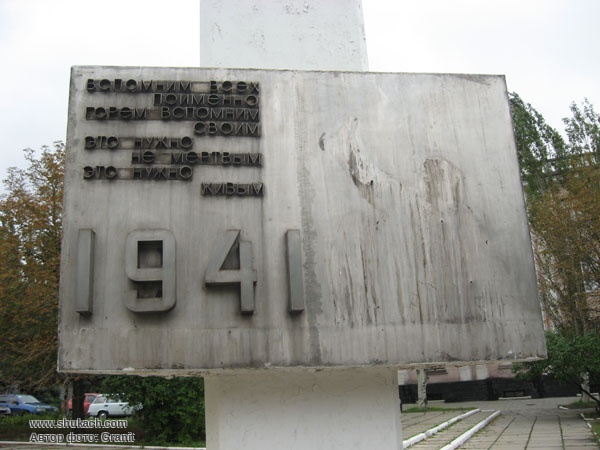 ВСПОМНИМ ВСЕХ
ПОИМЕННО
ГОРЕМ ВСПОМНИМ
СВОИМ
ЭТО НУЖНО
НЕ МЕРТВЫМ
ЭТО НУЖНО
ЖИВЫМ
1941
www.shukach.com
Автор фото: Granit